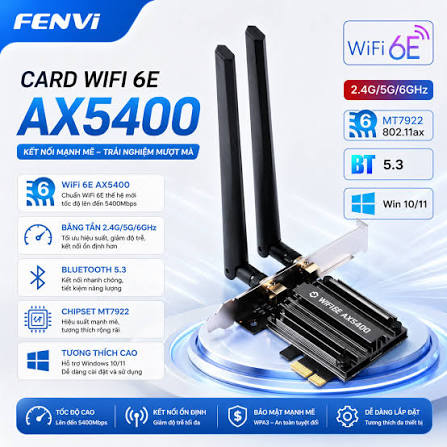 FENVi
CARD WIFI 6E
AX5400
KẾT NỐI MẠNH MẼ – TRẢI NGHIỆM MƯỢT MÀ
6
WiFi 6E AX5400
Chuẩn WiFi 6E thế hệ mới
tốc độ lên đến 5400Mbps
BĂNG TẦN 2.4G/5G/6GHz
Tối ưu hiệu suất, giảm độ trễ,
kết nối ổn định hơn
BLUETOOTH 5.3
Kết nối nhanh chóng,
tiết kiệm năng lượng
CHIPSET MT7922
Hiệu suất mạnh mẽ,
tương thích rộng rãi
TƯƠNG THÍCH CAO
Hỗ trợ Windows 10/11
Dễ dàng cài đặt và sử dụng
WiFi 6E
2.4G/5G/6GHz
6
MT7922
802.11ax
BT 5.3
Win 10/11
WIFI6E AX5400
TỐC ĐỘ CAO
Lên đến 5400Mbps
KẾT NỐI ỔN ĐỊNH
Giảm độ trễ tối đa
BẢO MẬT MẠNH MẼ
WPA3 – An toàn tuyệt đối
DỄ DÀNG LẮP ĐẶT
Tương thích đa thiết bị